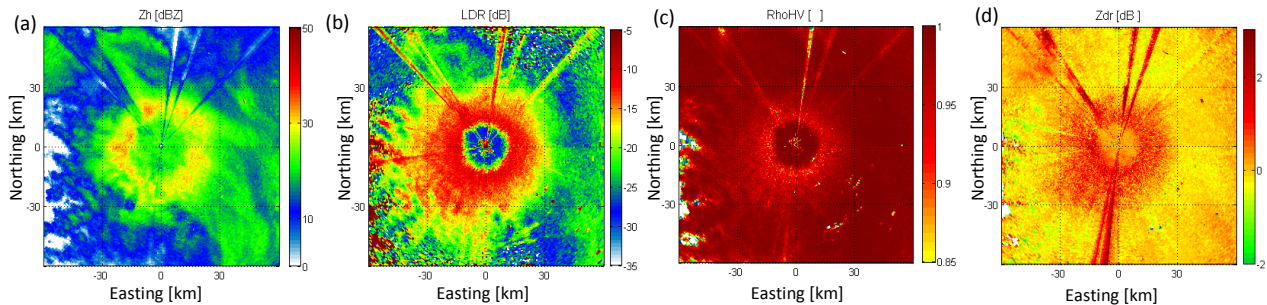 (a) Zh [dBZ]
50
40
30
20
10
0
30
0
-30
-30 0 30
Northing [km]
Easting [km]
(b) LDR [dB]
-5
-10
-15
-20
-25
-30
-35
30
0
-30
-30 0 30
Northing [km]
Easting [km]
(c) RhoHV [ ]
1
0.95
0.9
0.85
30
0
-30
-30 0 30
Northing [km]
Easting [km]
(d) Zdr [dB ]
2
0
-2
30
0
-30
-30 0 30
Northing [km]
Easting [km]